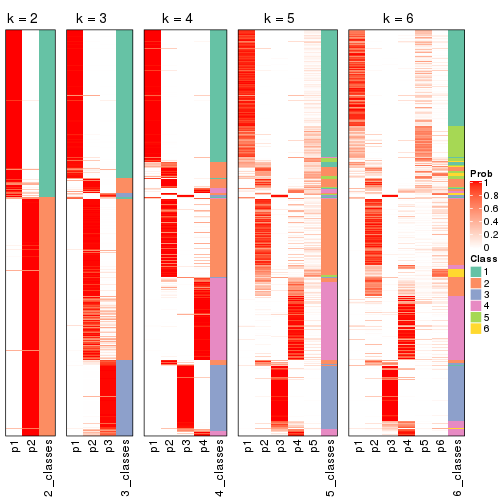 k = 2
k = 3
k = 4
k = 5
k = 6
p1
p2
2_classes
p1
p2
p3
3_classes
p1
p2
p3
p4
4_classes
p1
p2
p3
p4
p5
5_classes
p1
p2
p3
p4
p5
p6
6_classes
Prob
1
0.8
0.6
0.4
0.2
0
Class
1
2
3
4
5
6